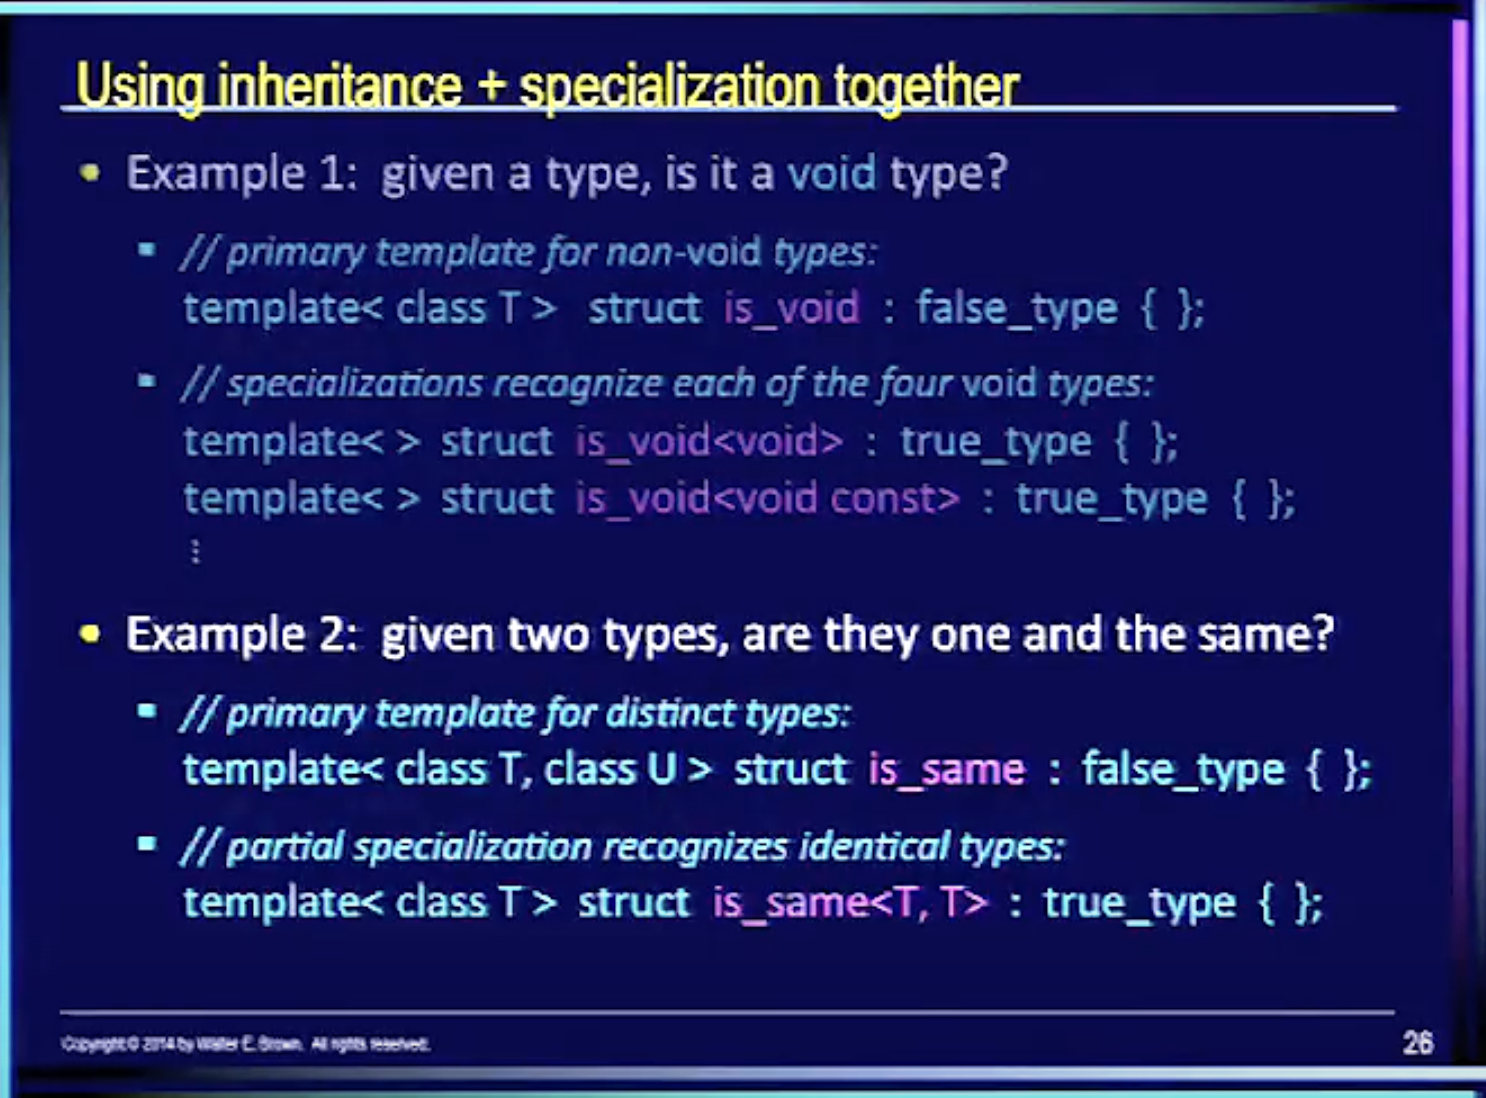 Using inheritance + specialization together
• Example 1: given a type, is it a void type?
▪ // primary template for non-void types:
template< class T > struct is_void : false_type { };
▪ // specializations recognize each of the four void types:
template< > struct is_void<void> : true_type { };
template< > struct is_void<void const> : true_type { };
⋮
• Example 2: given two types, are they one and the same?
▪ // primary template for distinct types:
template< class T, class U > struct is_same : false_type { };
▪ // partial specialization recognizes identical types:
template< class T > struct is_same<T, T> : true_type { };
Copyright © 2014 by Walter E. Brown. All rights reserved.
26